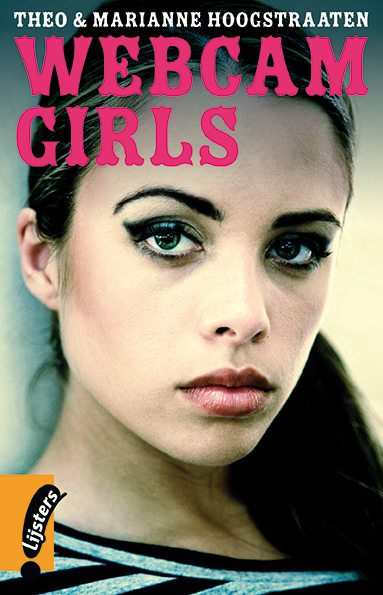 THEO & MARIANNE HOOGSTRAATEN
WEBCAM
GIRLS
Lijsters